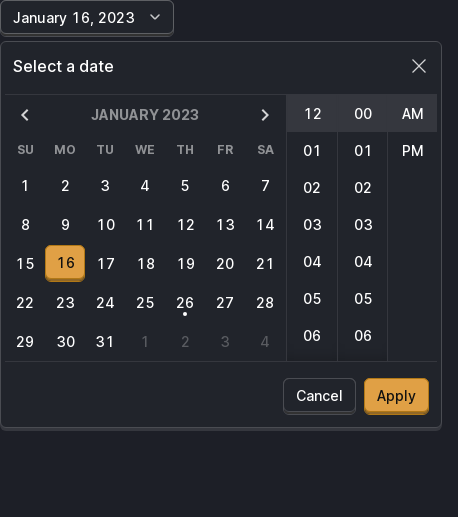 January 16, 2023
Select a date
JANUARY 2023 12 00 AM
SU MO TU WE TH FR SA 01 01 PM
1 2 3 4 5 6 7 02 02
8 9 10 11 12 13 14 03 03
15 16 17 18 19 20 21 04 04
22 23 24 25 26 27 28 05 05
29 30 31 1 2 3 4 06 06
Cancel Apply